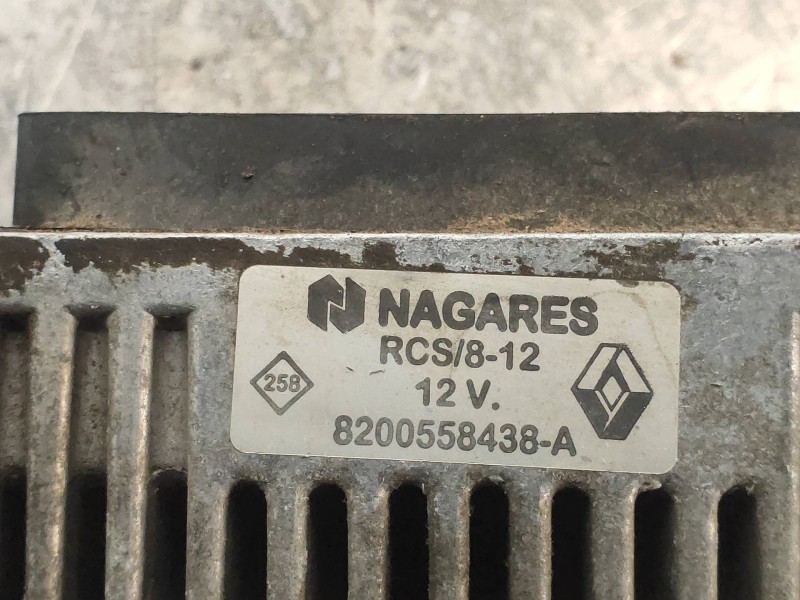 NAGARES
RCS/8-12
258
12 V.
8200558438-A